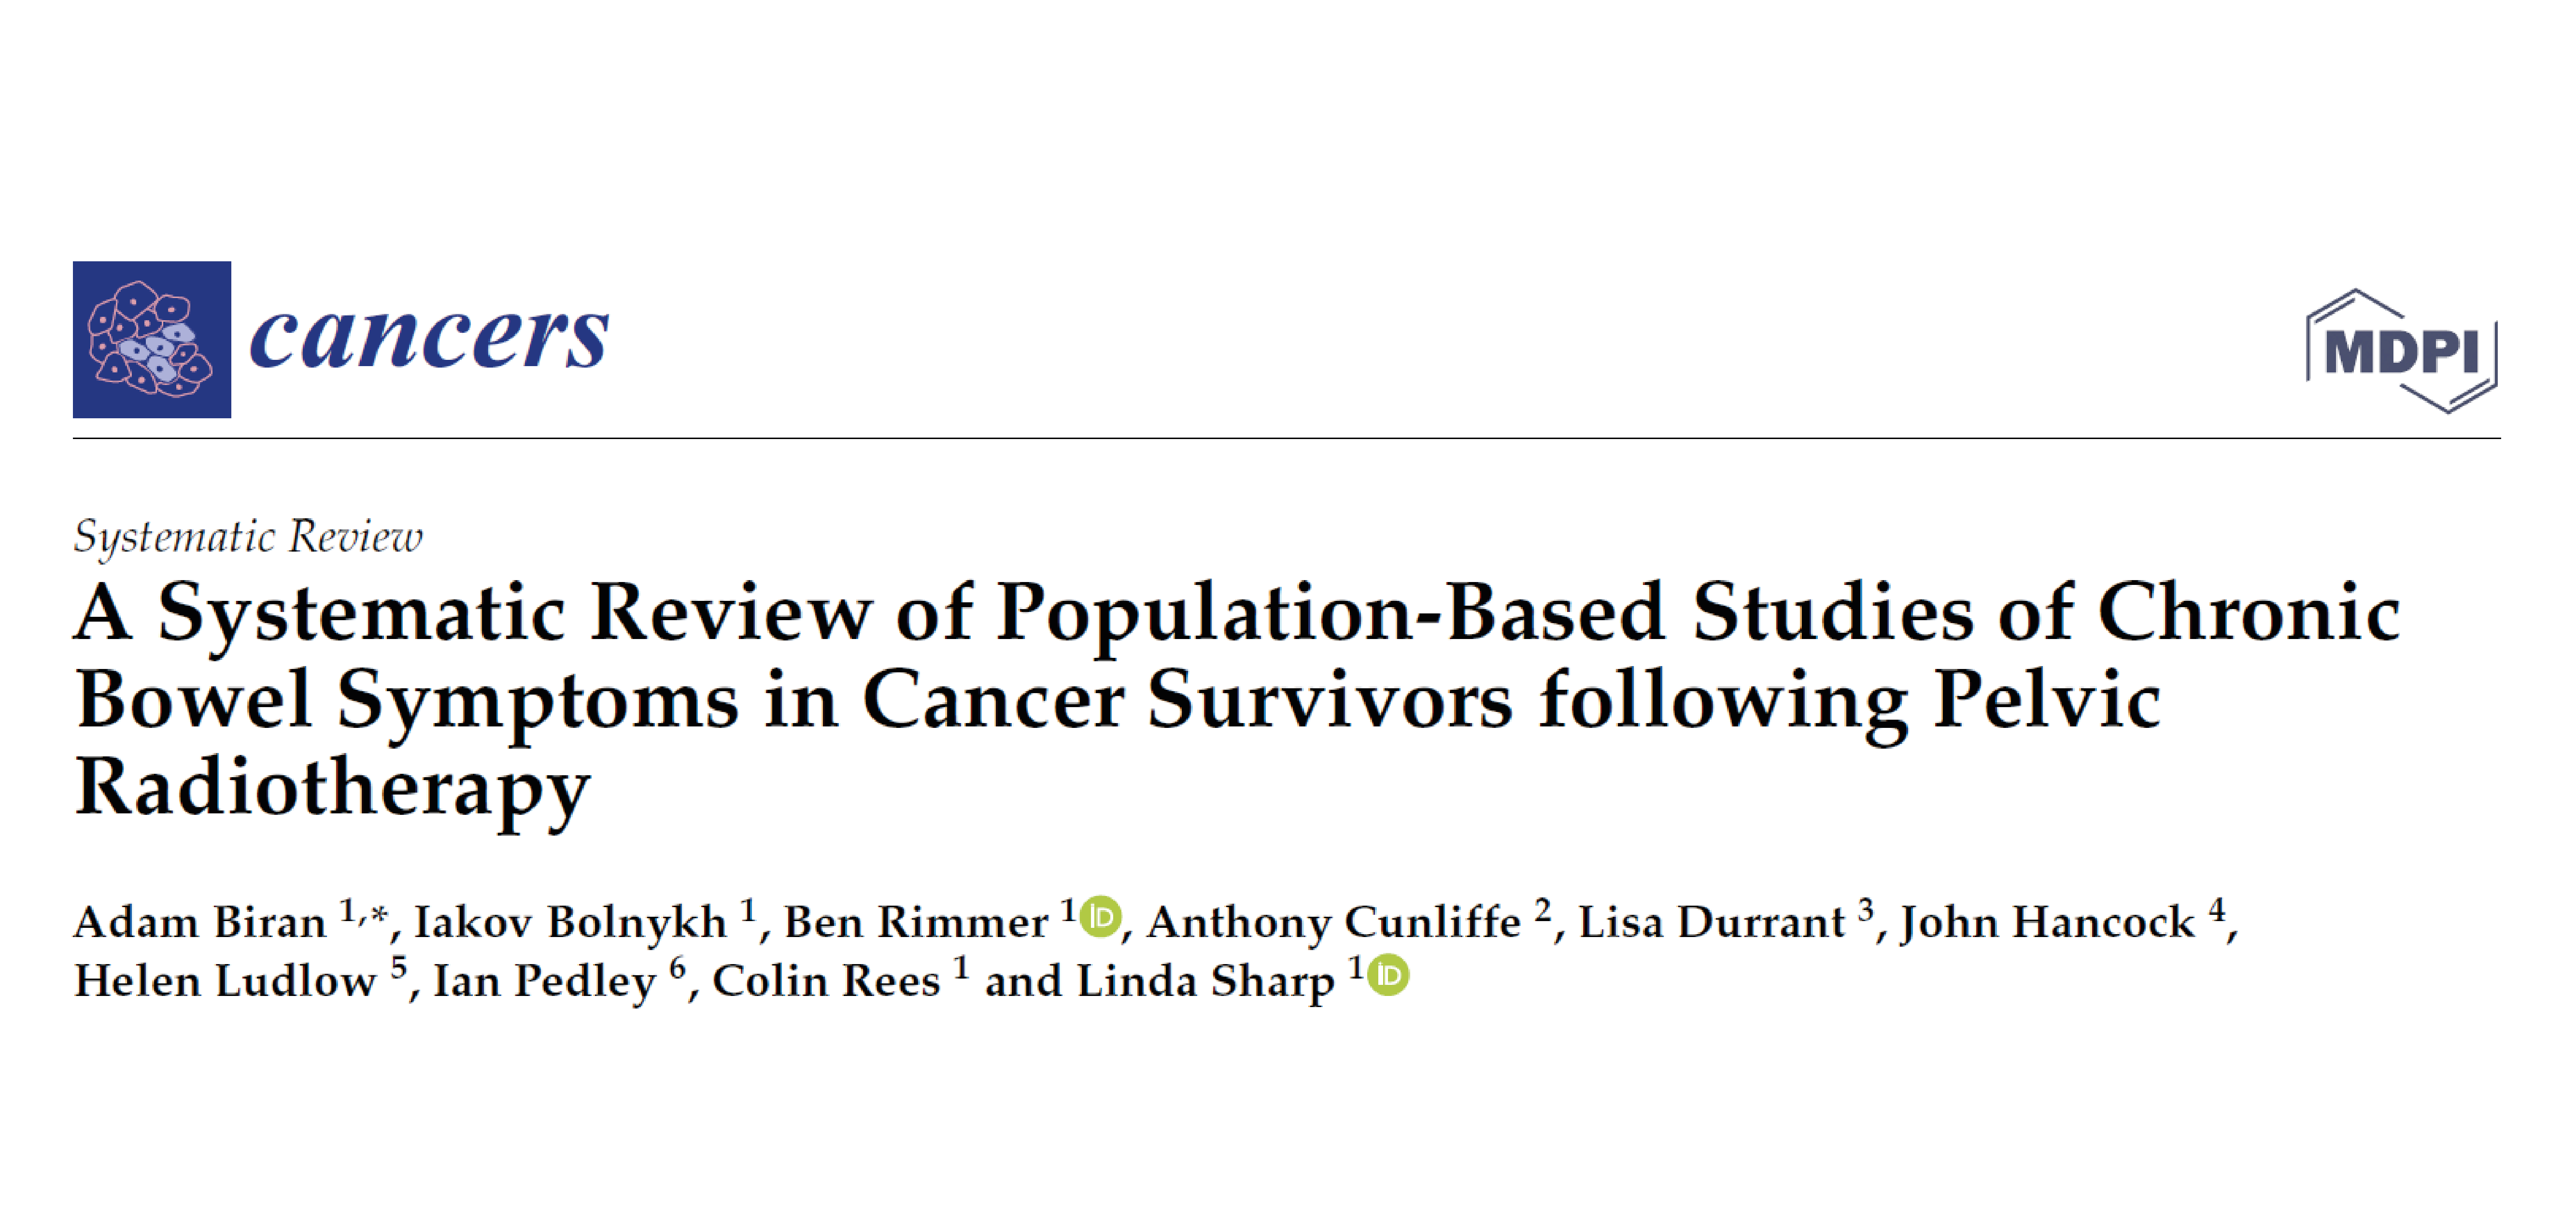 cancers
MDPI
Systematic Review
A Systematic Review of Population-Based Studies of Chronic
Bowel Symptoms in Cancer Survivors following Pelvic
Radiotherapy
Adam Biran 1,*, Iakov Bolnykh 1, Ben Rimmer 1 iD, Anthony Cunliffe 2, Lisa Durrant 3, John Hancock 4,
Helen Ludlow 5, Ian Pedley 6, Colin Rees 1 and Linda Sharp 1 iD